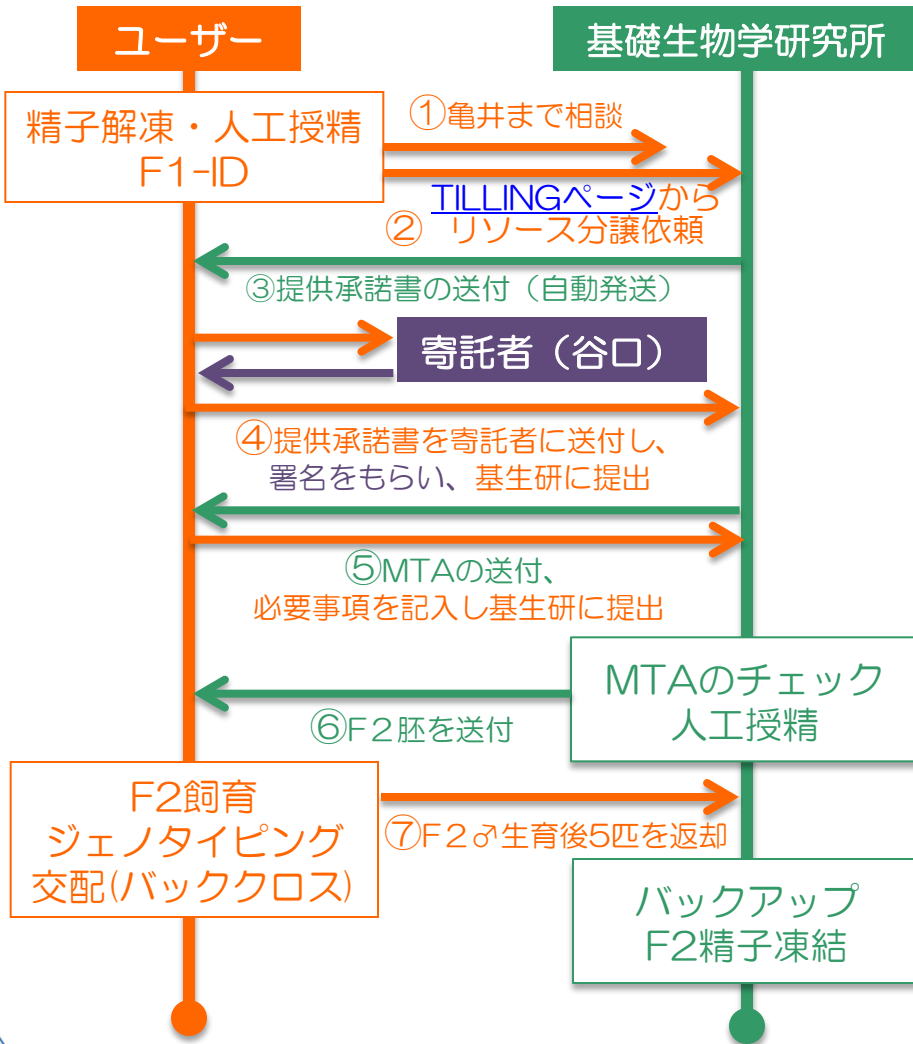 ユーザー
基礎生物学研究所
精子解凍・人工授精
F1-ID
①亀井まで相談
TILLINGページから
② リソース分譲依頼
③提供承諾書の送付（自動発送）
寄託者（谷口）
④提供承諾書を寄託者に送付し、
署名をもらい、基生研に提出
⑤MTAの送付、
必要事項を記入し基生研に提出
MTAのチェック
人工授精
⑥F２胚を送付
F2飼育
ジェノタイピング
交配(バッククロス)
⑦F２♂生育後5匹を返却
バックアップ
F2精子凍結